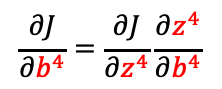 ∂J/∂b⁴ = ∂J/∂z⁴ ∂z⁴/∂b⁴